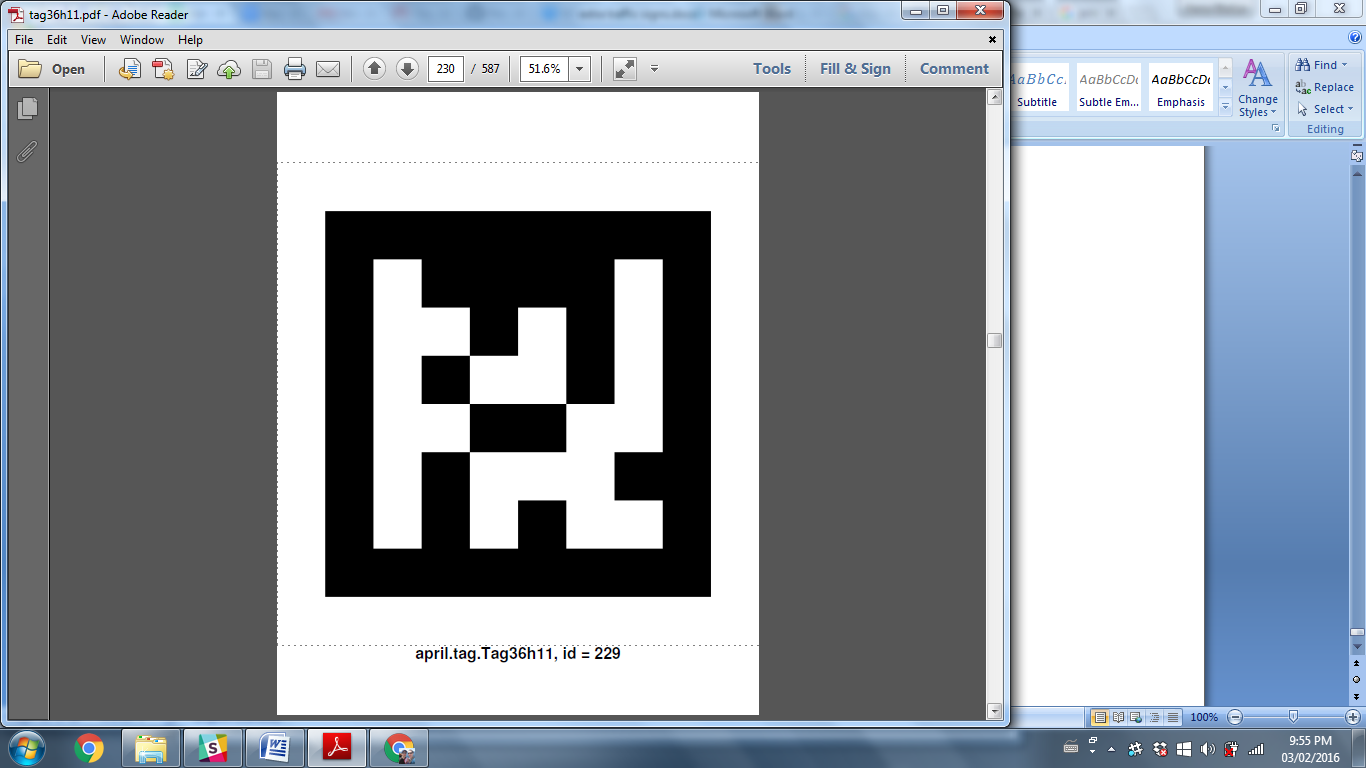 tag36h11.pdf - Adobe Reader
File Edit View Window Help
Open 230 / 587 51.6% Tools Fill & Sign Comment
april.tag.Tag36h11, id = 229
AaBbCc. AaBbCcDc AaBbCcDc
Subtitle Subtle Em... Emphasis
Change Styles
Find
Replace
Select
Editing
100%
9:55 PM
03/02/2016